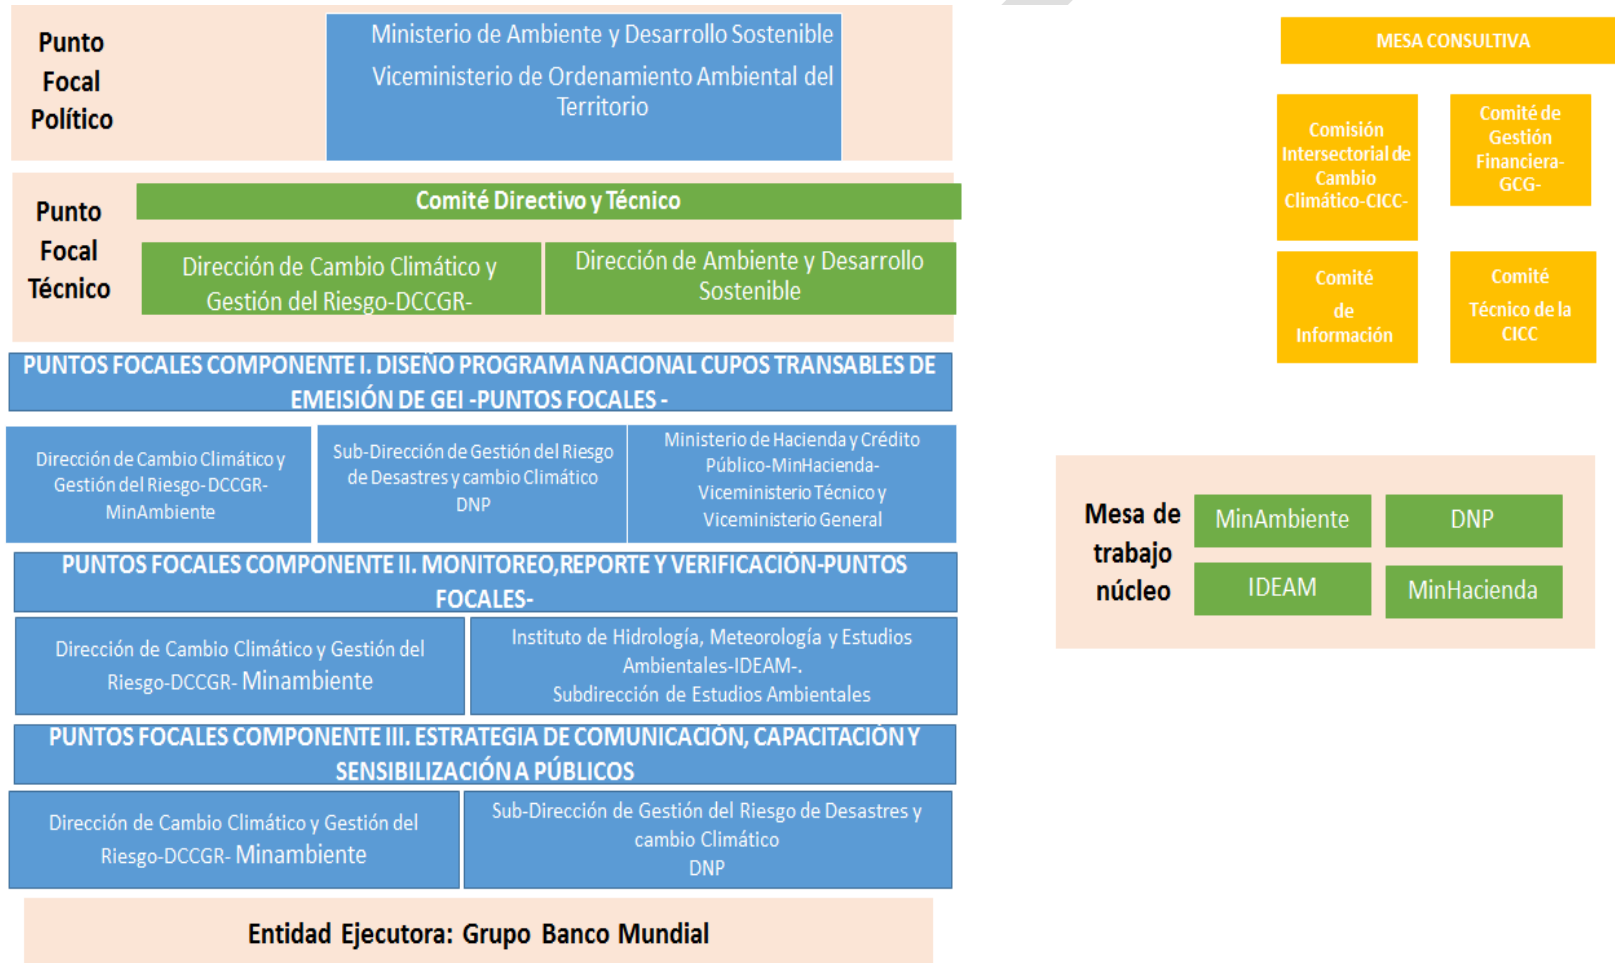 Punto
Focal
Político
Ministerio de Ambiente y Desarrollo Sostenible
Viceministerio de Ordenamiento Ambiental del
Territorio
Punto
Focal
Técnico
Comité Directivo y Técnico
Dirección de Cambio Climático y
Gestión del Riesgo-DCCGR-
Dirección de Ambiente y Desarrollo
Sostenible
PUNTOS FOCALES COMPONENTE I. DISEÑO PROGRAMA NACIONAL CUPOS TRANSABLES DE
EMEISIÓN DE GEI -PUNTOS FOCALES -
Dirección de Cambio Climático y
Gestión del Riesgo-DCCGR-
MinAmbiente
Sub-Dirección de Gestión del Riesgo
de Desastres y cambio Climático
DNP
Ministerio de Hacienda y Crédito
Público-MinHacienda-
Viceministerio Técnico y
Viceministerio General
PUNTOS FOCALES COMPONENTE II. MONITOREO,REPORTE Y VERIFICACIÓN-PUNTOS
FOCALES-
Dirección de Cambio Climático y Gestión del
Riesgo-DCCGR- Minambiente
Instituto de Hidrología, Meteorología y Estudios
Ambientales-IDEAM-.
Subdirección de Estudios Ambientales
PUNTOS FOCALES COMPONENTE III. ESTRATEGIA DE COMUNICACIÓN, CAPACITACIÓN Y
SENSIBILIZACIÓN A PÚBLICOS
Dirección de Cambio Climático y Gestión del
Riesgo-DCCGR- Minambiente
Sub-Dirección de Gestión del Riesgo de Desastres y
cambio Climático
DNP
Entidad Ejecutora: Grupo Banco Mundial
MESA CONSULTIVA
Comisión
Intersectorial de
Cambio
Climático-CICC-
Comité de
Gestión
Financiera-
GCG-
Comité
de
Información
Comité
Técnico de la
CICC
Mesa de
trabajo
núcleo
MinAmbiente
DNP
IDEAM
MinHacienda